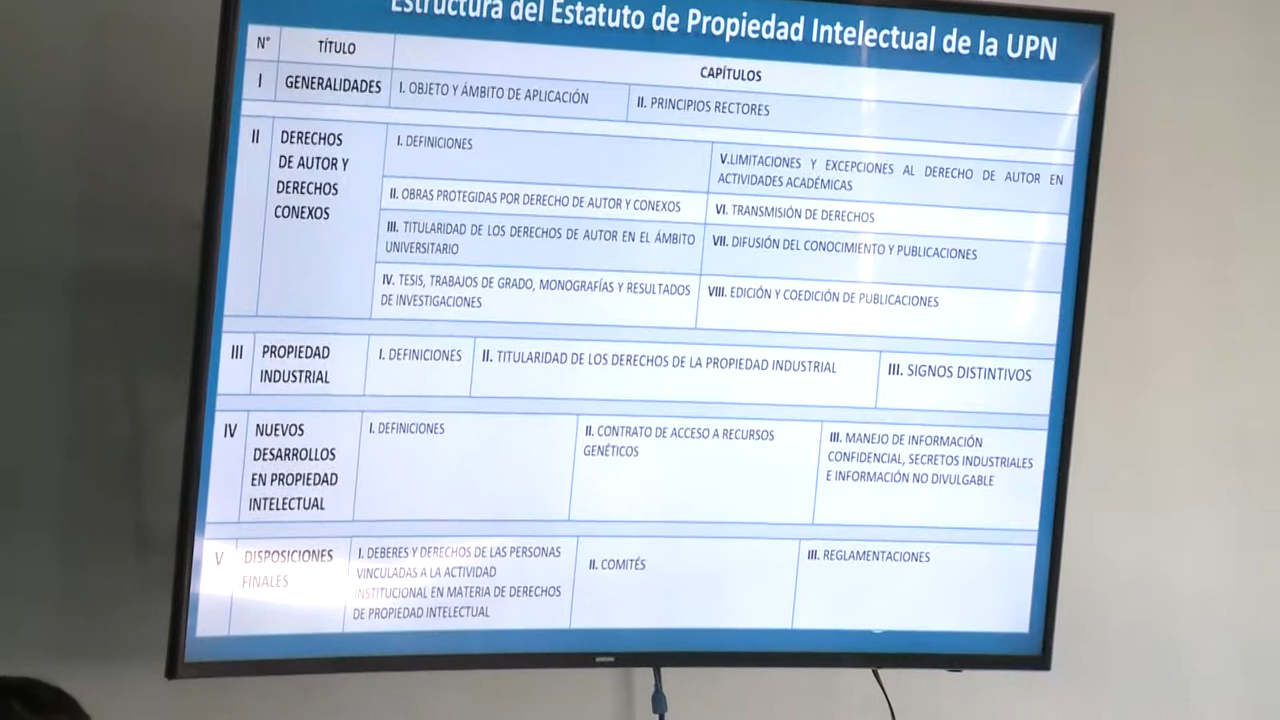 Estructura del Estatuto de Propiedad Intelectual de la UPN
N° TÍTULO CAPÍTULOS
I GENERALIDADES I. OBJETO Y ÁMBITO DE APLICACIÓN II. PRINCIPIOS RECTORES
II DERECHOS
DE AUTOR Y
DERECHOS
CONEXOS
I. DEFINICIONES
V.LIMITACIONES Y EXCEPCIONES AL DERECHO DE AUTOR EN
ACTIVIDADES ACADÉMICAS
II. OBRAS PROTEGIDAS POR DERECHO DE AUTOR Y CONEXOS
VI. TRANSMISIÓN DE DERECHOS
III. TITULARIDAD DE LOS DERECHOS DE AUTOR EN EL ÁMBITO
UNIVERSITARIO
VII. DIFUSIÓN DEL CONOCIMIENTO Y PUBLICACIONES
IV. TESIS, TRABAJOS DE GRADO, MONOGRAFÍAS Y RESULTADOS
DE INVESTIGACIONES
VIII. EDICIÓN Y COEDICIÓN DE PUBLICACIONES
III PROPIEDAD
INDUSTRIAL
I. DEFINICIONES
II. TITULARIDAD DE LOS DERECHOS DE LA PROPIEDAD INDUSTRIAL
III. SIGNOS DISTINTIVOS
IV NUEVOS
DESARROLLOS
EN PROPIEDAD
INTELECTUAL
I. DEFINICIONES
II. CONTRATO DE ACCESO A RECURSOS
GENÉTICOS
III. MANEJO DE INFORMACIÓN
CONFIDENCIAL, SECRETOS INDUSTRIALES
E INFORMACIÓN NO DIVULGABLE
V DISPOSICIONES
FINALES
I. DEBERES Y DERECHOS DE LAS PERSONAS
VINCULADAS A LA ACTIVIDAD
INSTITUCIONAL EN MATERIA DE DERECHOS
DE PROPIEDAD INTELECTUAL
II. COMITÉS
III. REGLAMENTACIONES